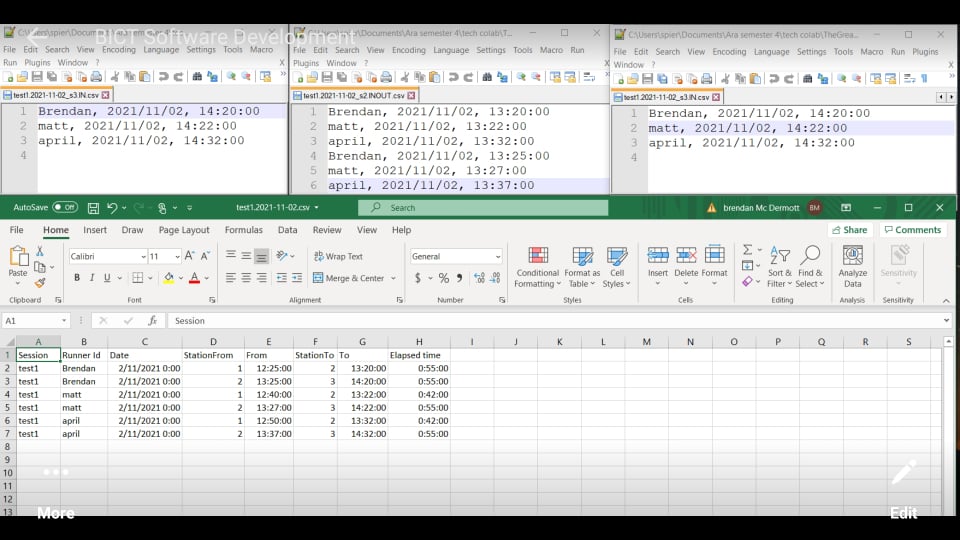 BICT Software Development
C:\Users\spier\Docum
File Edit Search View Encoding Language Settings Tools Macro Run
Plugins Window ? X
test1.2021-11-02_s3.IN.csv
1 Brendan, 2021/11/02, 14:20:00
2 matt, 2021/11/02, 14:22:00
3 april, 2021/11/02, 14:32:00
4
C:\Users\spier\Documents\Ara semester 4\tech colab\T...
File Edit Search View Encoding Language Settings Tools Macro Run
Plugins Window ? X
test1.2021-11-02_s2.INOUT.csv
1 Brendan, 2021/11/02, 13:20:00
2 matt, 2021/11/02, 13:22:00
3 april, 2021/11/02, 13:32:00
4 Brendan, 2021/11/02, 13:25:00
5 matt, 2021/11/02, 13:27:00
6 april, 2021/11/02, 13:37:00
C:\Users\spier\Documents\Ara semester 4\tech colab\TheGrea...
File Edit Search View Encoding Language Settings Tools Macro Run Plugins
Window ? X
test1.2021-11-02_s3.IN.csv
1 Brendan, 2021/11/02, 14:20:00
2 matt, 2021/11/02, 14:22:00
3 april, 2021/11/02, 14:32:00
4
AutoSave Off test1.2021-11-02.csv Search brendan Mc Dermott BM
File Home Insert Draw Page Layout Formulas Data Review View Help Share Comments
Calibri 11 Wrap Text General
Paste B I U Merge & Center $ % Conditional Formatting Format as Table Cell Styles Insert Delete Format Sort & Filter Find & Select Analyze Data Sensitivity
Clipboard Font Alignment Number Styles Cells Editing Analysis Sensitivity
A1 fx Session
A B C D E F G H I J K L M N O P Q R S
1 Session Runner Id Date StationFrom From StationTo To Elapsed time
2 test1 Brendan 2/11/2021 0:00 1 12:25:00 2 13:20:00 0:55:00
3 test1 Brendan 2/11/2021 0:00 2 13:25:00 3 14:20:00 0:55:00
4 test1 matt 2/11/2021 0:00 1 12:40:00 2 13:22:00 0:42:00
5 test1 matt 2/11/2021 0:00 2 13:27:00 3 14:22:00 0:55:00
6 test1 april 2/11/2021 0:00 1 12:50:00 2 13:32:00 0:42:00
7 test1 april 2/11/2021 0:00 2 13:37:00 3 14:32:00 0:55:00
8
9
10
11
12
13
More
Edit